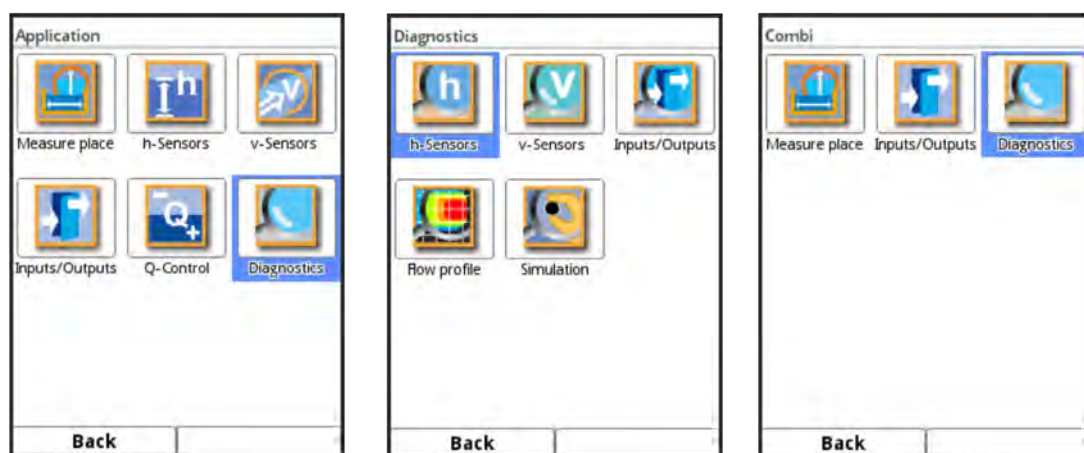 Application
Measure place h-Sensors v-Sensors
Inputs/Outputs Q-Control Diagnostics
Back
Diagnostics
h-Sensors v-Sensors Inputs/Outputs
Flow profile Simulation
Back
Combi
Measure place Inputs/Outputs Diagnostics
Back